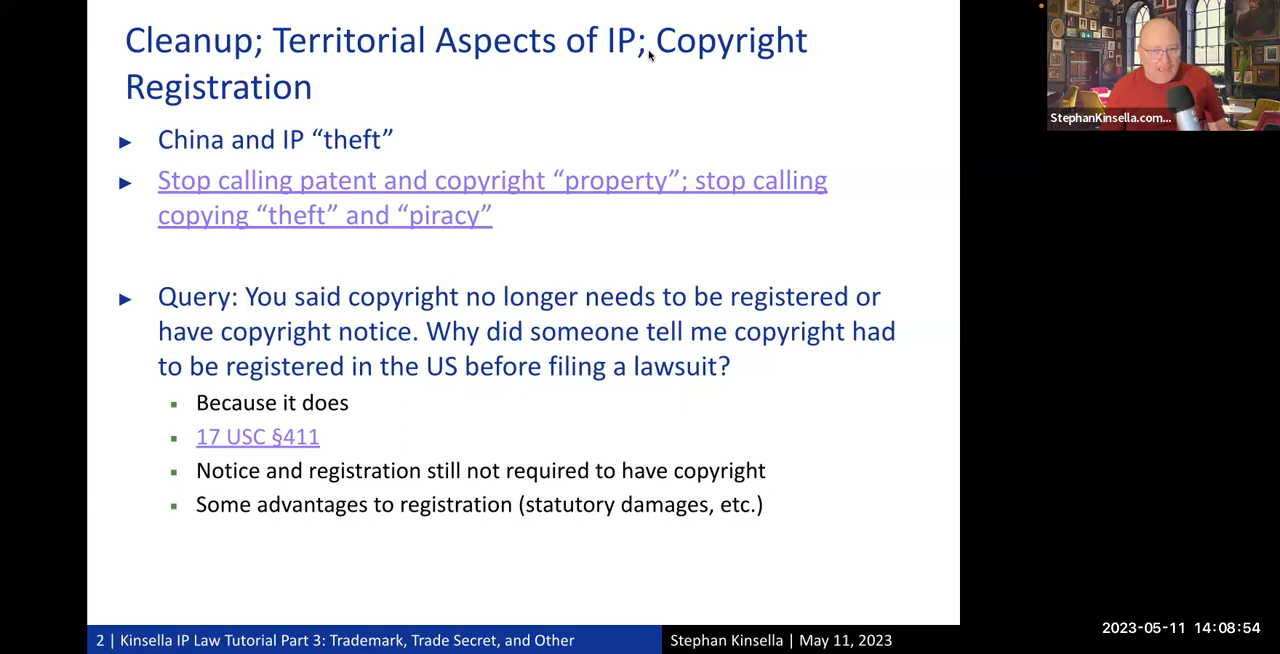 Cleanup; Territorial Aspects of IP; Copyright
Registration
► China and IP “theft”
► Stop calling patent and copyright “property”; stop calling
copying “theft” and “piracy”
► Query: You said copyright no longer needs to be registered or
have copyright notice. Why did someone tell me copyright had
to be registered in the US before filing a lawsuit?
▪ Because it does
▪ 17 USC §411
▪ Notice and registration still not required to have copyright
▪ Some advantages to registration (statutory damages, etc.)
2 | Kinsella IP Law Tutorial Part 3: Trademark, Trade Secret, and Other
Stephan Kinsella | May 11, 2023
StephanKinsella.com...
2023-05-11 14:08:54